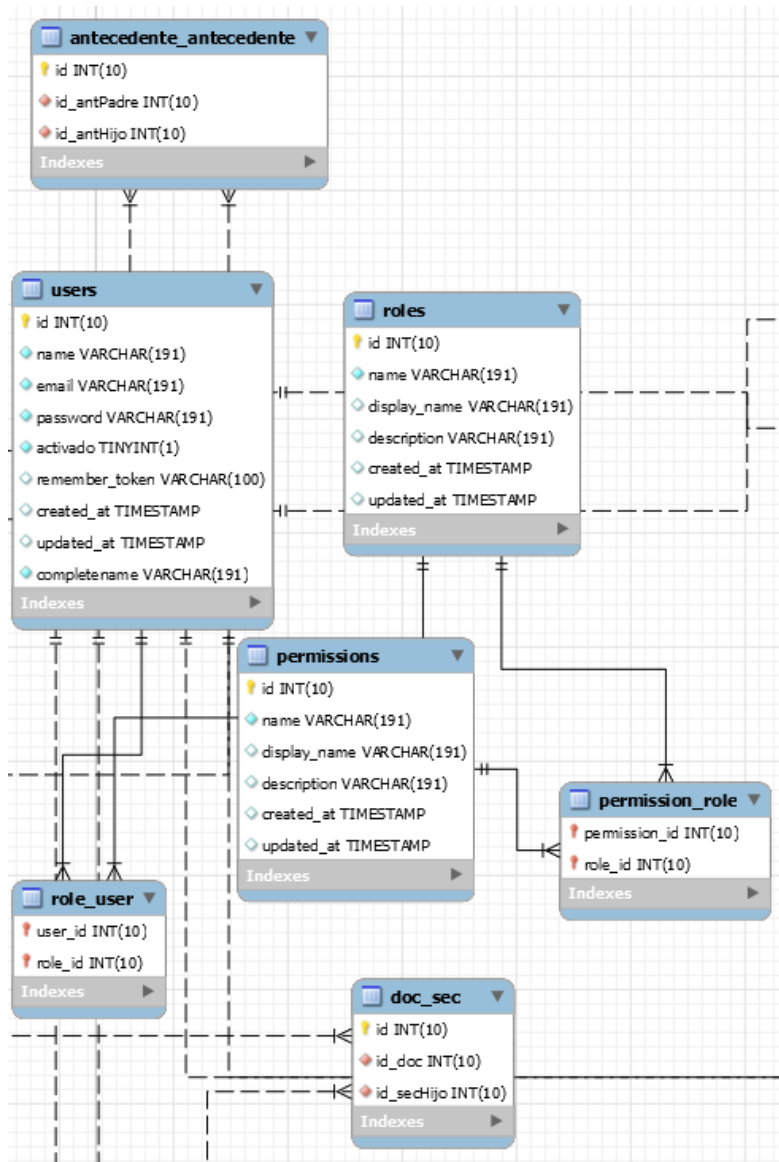 antecedente_antecedente
id INT(10)
id_antPadre INT(10)
id_antHijo INT(10)
Indexes
users
id INT(10)
name VARCHAR(191)
email VARCHAR(191)
password VARCHAR(191)
activado TINYINT(1)
remember_token VARCHAR(100)
created_at TIMESTAMP
updated_at TIMESTAMP
completename VARCHAR(191)
Indexes
roles
id INT(10)
name VARCHAR(191)
display_name VARCHAR(191)
description VARCHAR(191)
created_at TIMESTAMP
updated_at TIMESTAMP
Indexes
permissions
id INT(10)
name VARCHAR(191)
display_name VARCHAR(191)
description VARCHAR(191)
created_at TIMESTAMP
updated_at TIMESTAMP
Indexes
permission_role
permission_id INT(10)
role_id INT(10)
Indexes
role_user
user_id INT(10)
role_id INT(10)
Indexes
doc_sec
id INT(10)
id_doc INT(10)
id_secHijo INT(10)
Indexes